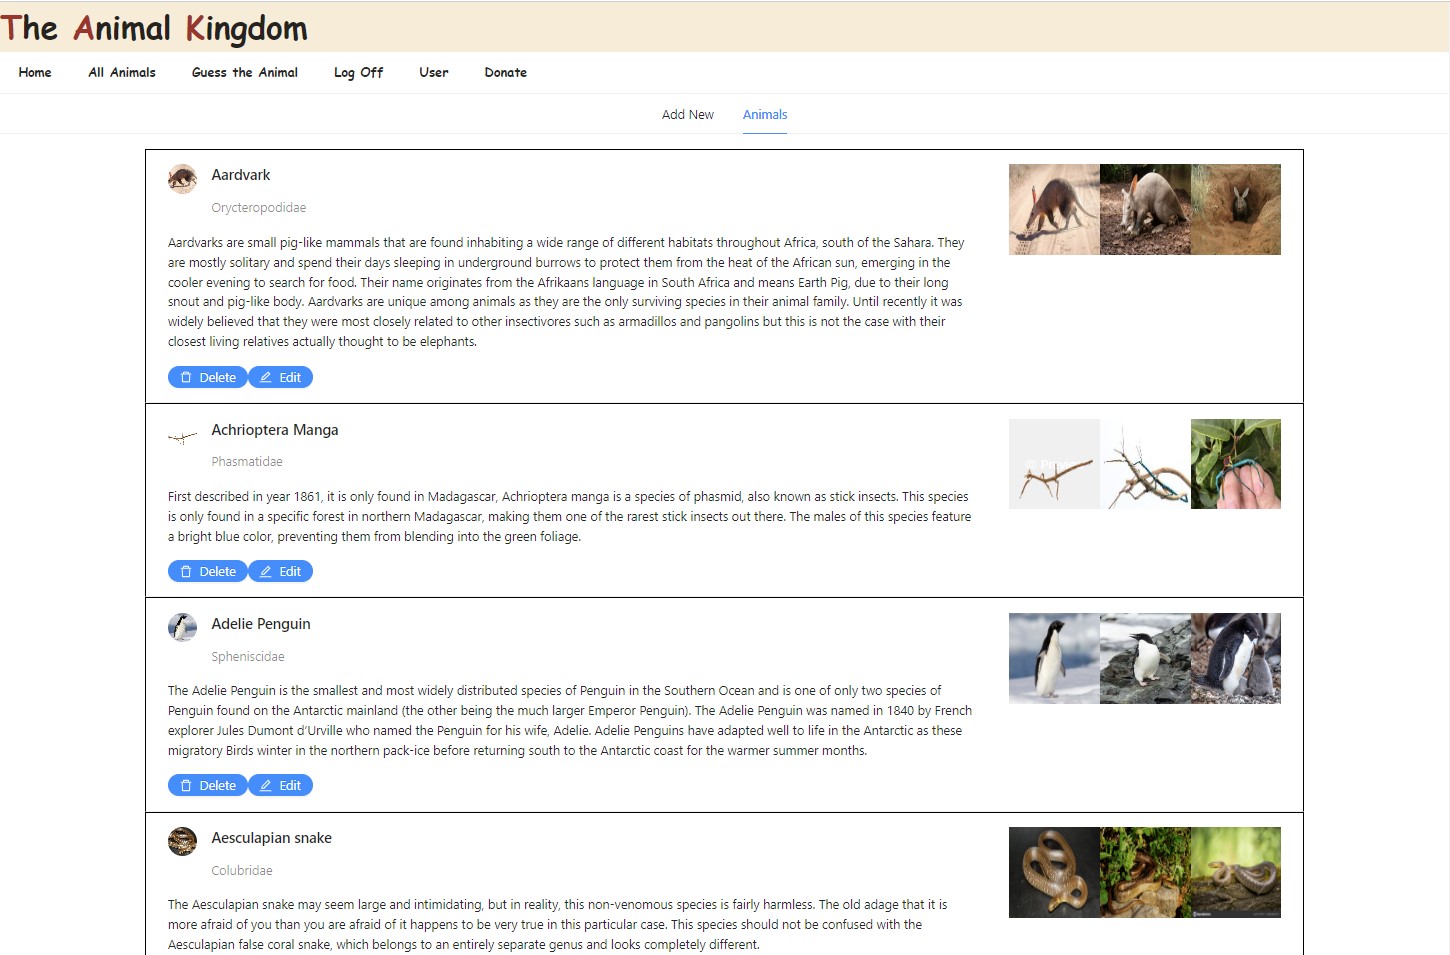 The Animal Kingdom
Home All Animals Guess the Animal Log Off User Donate
Add New Animals
Aardvark
Orycteropodidae
Aardvarks are small pig-like mammals that are found inhabiting a wide range of different habitats throughout Africa, south of the Sahara. They
are mostly solitary and spend their days sleeping in underground burrows to protect them from the heat of the African sun, emerging in the
cooler evening to search for food. Their name originates from the Afrikaans language in South Africa and means Earth Pig, due to their long
snout and pig-like body. Aardvarks are unique among animals as they are the only surviving species in their animal family. Until recently it was
widely believed that they were most closely related to other insectivores such as armadillos and pangolins but this is not the case with their
closest living relatives actually thought to be elephants.
Delete Edit
Achrioptera Manga
Phasmatidae
First described in year 1861, it is only found in Madagascar, Achrioptera manga is a species of phasmid, also known as stick insects. This species
is only found in a specific forest in northern Madagascar, making them one of the rarest stick insects out there. The males of this species feature
a bright blue color, preventing them from blending into the green foliage.
Delete Edit
Adelie Penguin
Spheniscidae
The Adelie Penguin is the smallest and most widely distributed species of Penguin in the Southern Ocean and is one of only two species of
Penguin found on the Antarctic mainland (the other being the much larger Emperor Penguin). The Adelie Penguin was named in 1840 by French
explorer Jules Dumont d'Urville who named the Penguin for his wife, Adelie. Adelie Penguins have adapted well to life in the Antarctic as these
migratory Birds winter in the northern pack-ice before returning south to the Antarctic coast for the warmer summer months.
Delete Edit
Aesculapian snake
Colubridae
The Aesculapian snake may seem large and intimidating, but in reality, this non-venomous species is fairly harmless. The old adage that it is
more afraid of you than you are afraid of it happens to be very true in this particular case. This species should not be confused with the
Aesculapian false coral snake, which belongs to an entirely separate genus and looks completely different.